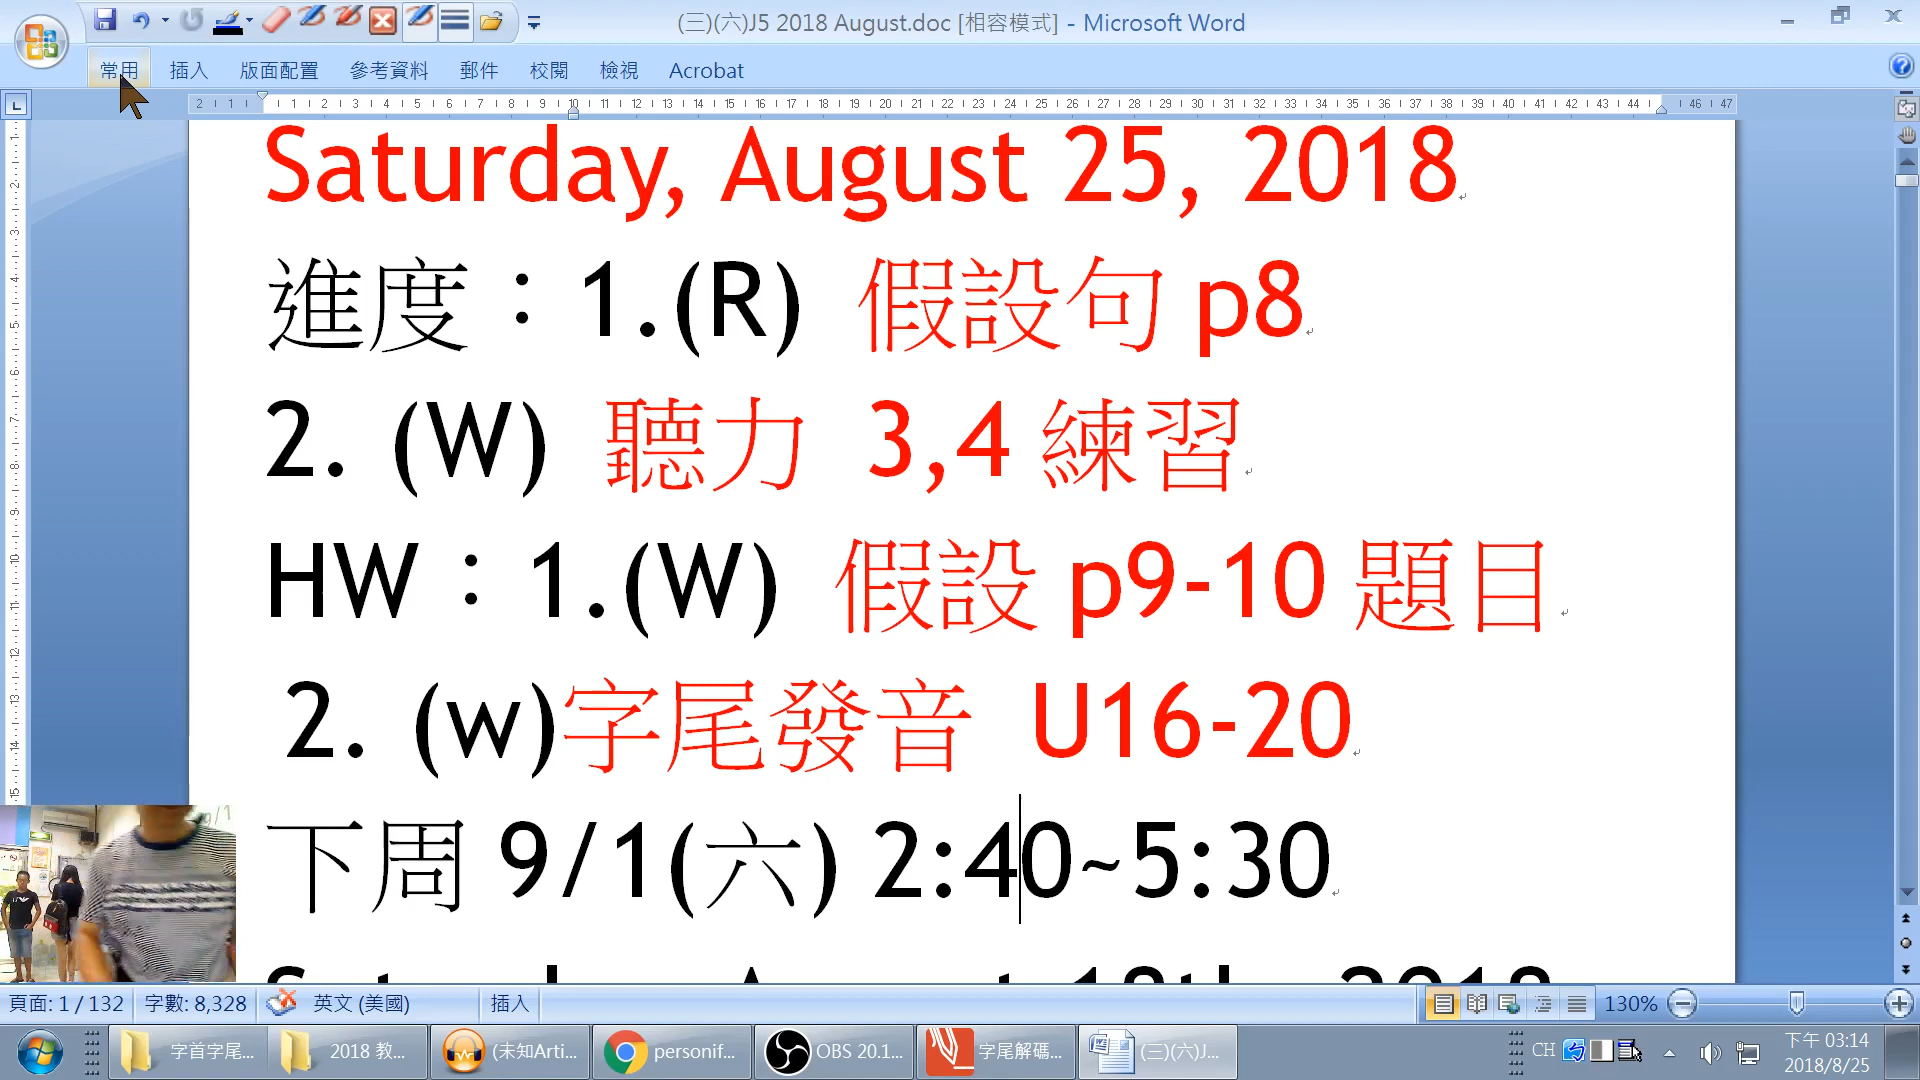 (三)(六)J5 2018 August.doc [相容模式] - Microsoft Word
常用 插入 版面配置 參考資料 郵件 校閱 檢視 Acrobat
Saturday, August 25, 2018
進度：1.(R) 假設句 p8
2. (W) 聽力 3,4 練習
HW：1.(W) 假設 p9-10 題目
2. (w)字尾發音 U16-20
下周 9/1(六) 2:40~5:30
頁面: 1 / 132 字數: 8,328 英文 (美國) 插入 130%
字首字尾... 2018 教... (未知Arti... personif... OBS 20.1... 字尾解碼... (三)(六)J... CH 下午 03:14
2018/8/25